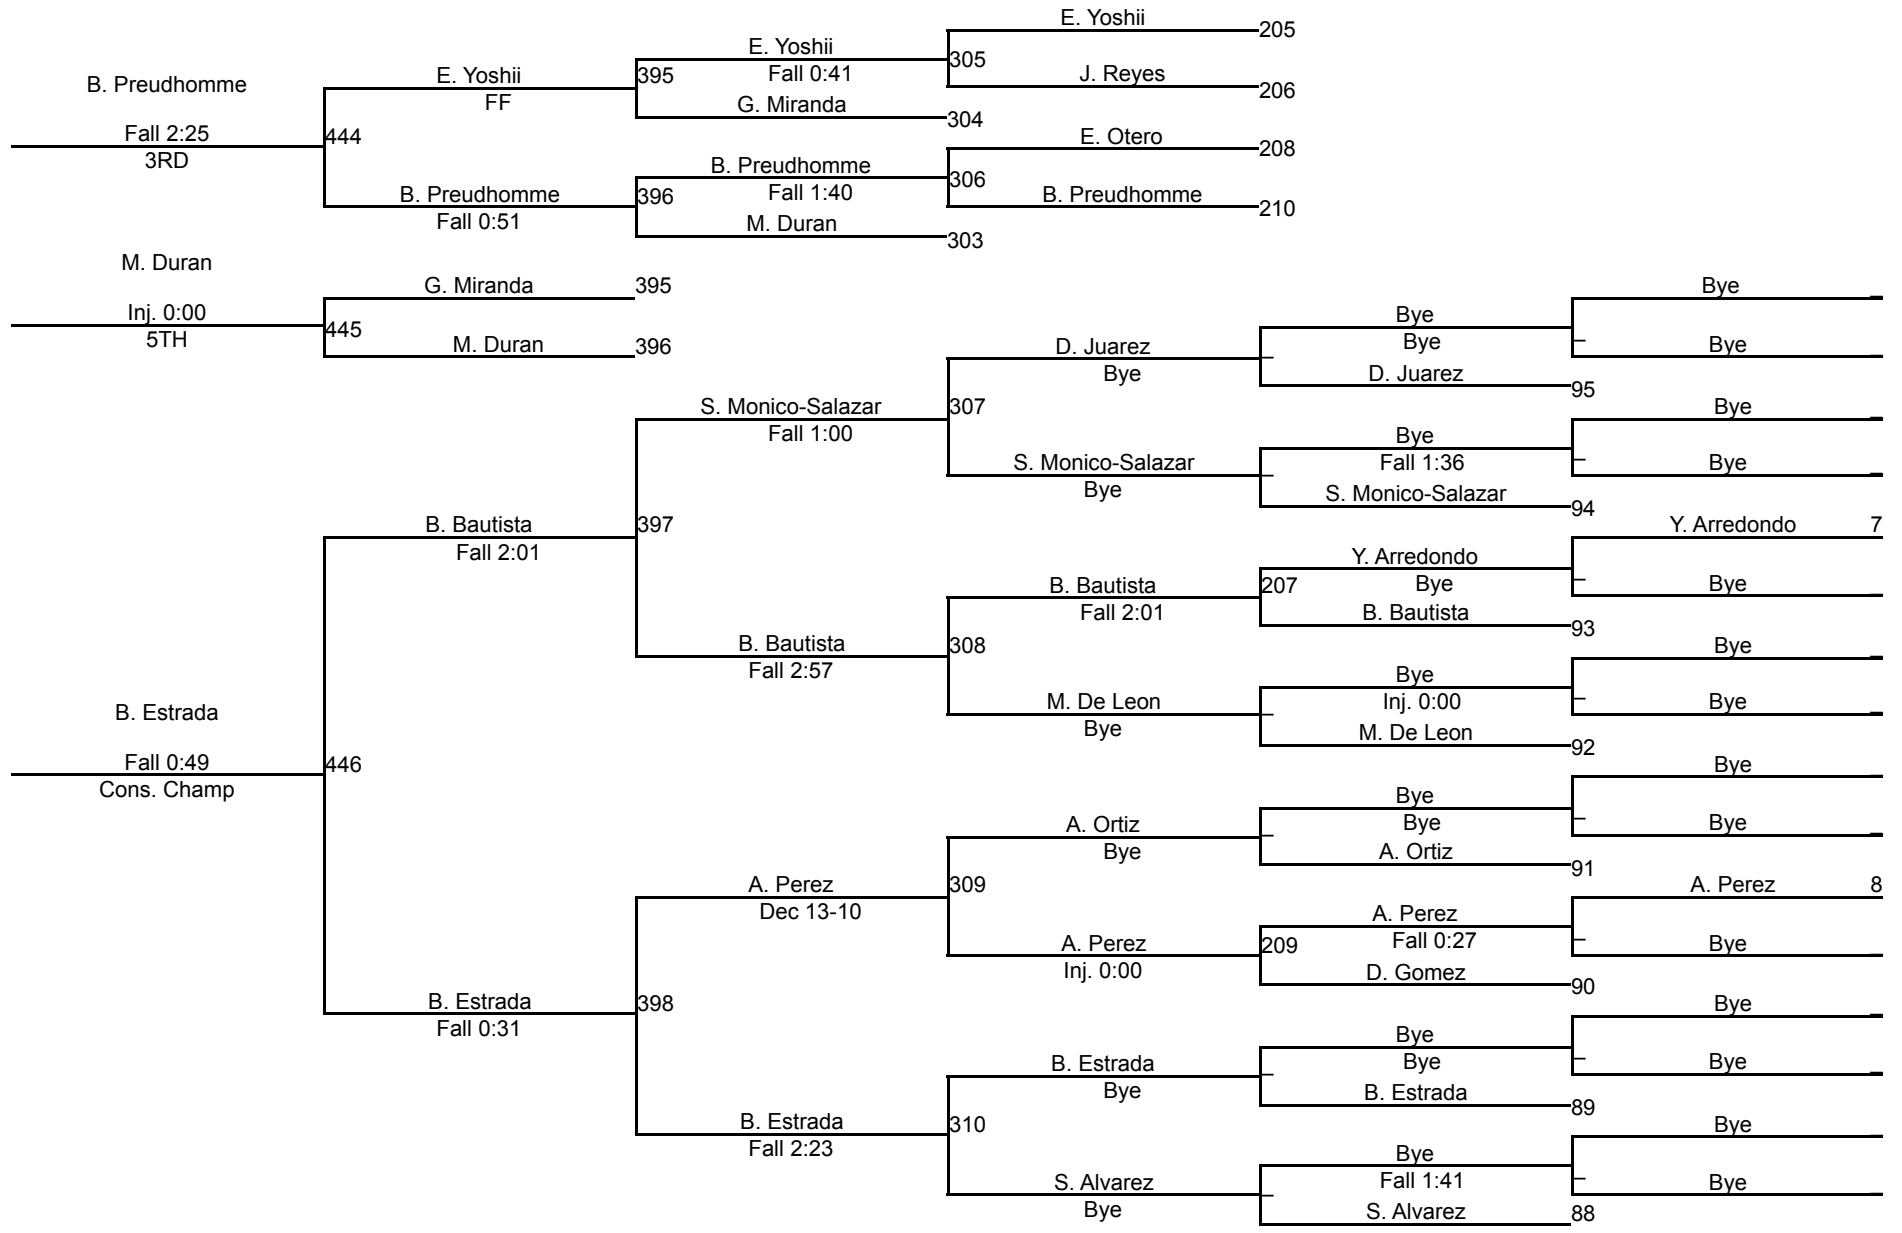 E. Yoshii
205
E. Yoshii
305
Fall 0:41
J. Reyes
206
B. Preudhomme
E. Yoshii
395
FF
G. Miranda
304
Fall 2:25
444
3RD
E. Otero
208
B. Preudhomme
306
Fall 1:40
B. Preudhomme
210
B. Preudhomme
396
Fall 0:51
M. Duran
303
M. Duran
G. Miranda
395
Inj. 0:00
445
5TH
M. Duran
396
Bye
Bye
Bye
Bye
D. Juarez
Bye
D. Juarez
95
S. Monico-Salazar
307
Fall 1:00
Bye
Bye
Fall 1:36
Bye
S. Monico-Salazar
Bye
S. Monico-Salazar
94
B. Bautista
397
Fall 2:01
Y. Arredondo
7
Y. Arredondo
Bye
Bye
B. Bautista
207
Fall 2:01
B. Bautista
93
B. Bautista
308
Fall 2:57
Bye
Bye
Inj. 0:00
Bye
M. De Leon
Bye
M. De Leon
92
B. Estrada
Fall 0:49
446
Cons. Champ
Bye
Bye
Bye
Bye
A. Ortiz
Bye
A. Ortiz
91
A. Perez
309
Dec 13-10
A. Perez
8
A. Perez
Fall 0:27
Bye
A. Perez
209
Inj. 0:00
D. Gomez
90
B. Estrada
398
Fall 0:31
Bye
Bye
Bye
Bye
B. Estrada
Bye
B. Estrada
89
B. Estrada
310
Fall 2:23
Bye
Bye
Fall 1:41
Bye
S. Alvarez
Bye
S. Alvarez
88